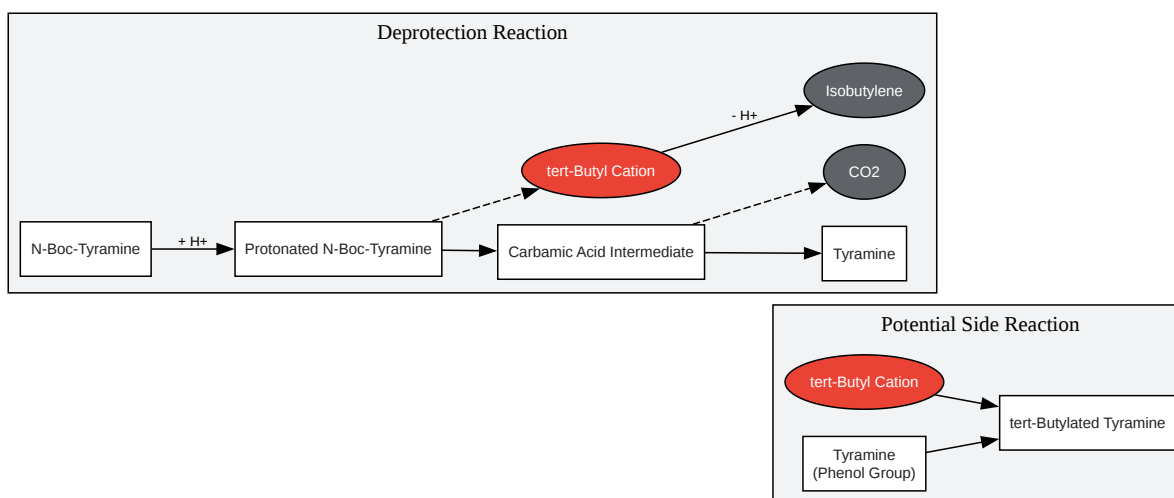 Deprotection Reaction
Isobutylene
- H+
tert-Butyl Cation
CO2
N-Boc-Tyramine
+ H+
Protonated N-Boc-Tyramine
Carbamic Acid Intermediate
Tyramine
Potential Side Reaction
tert-Butyl Cation
tert-Butylated Tyramine
Tyramine
(Phenol Group)